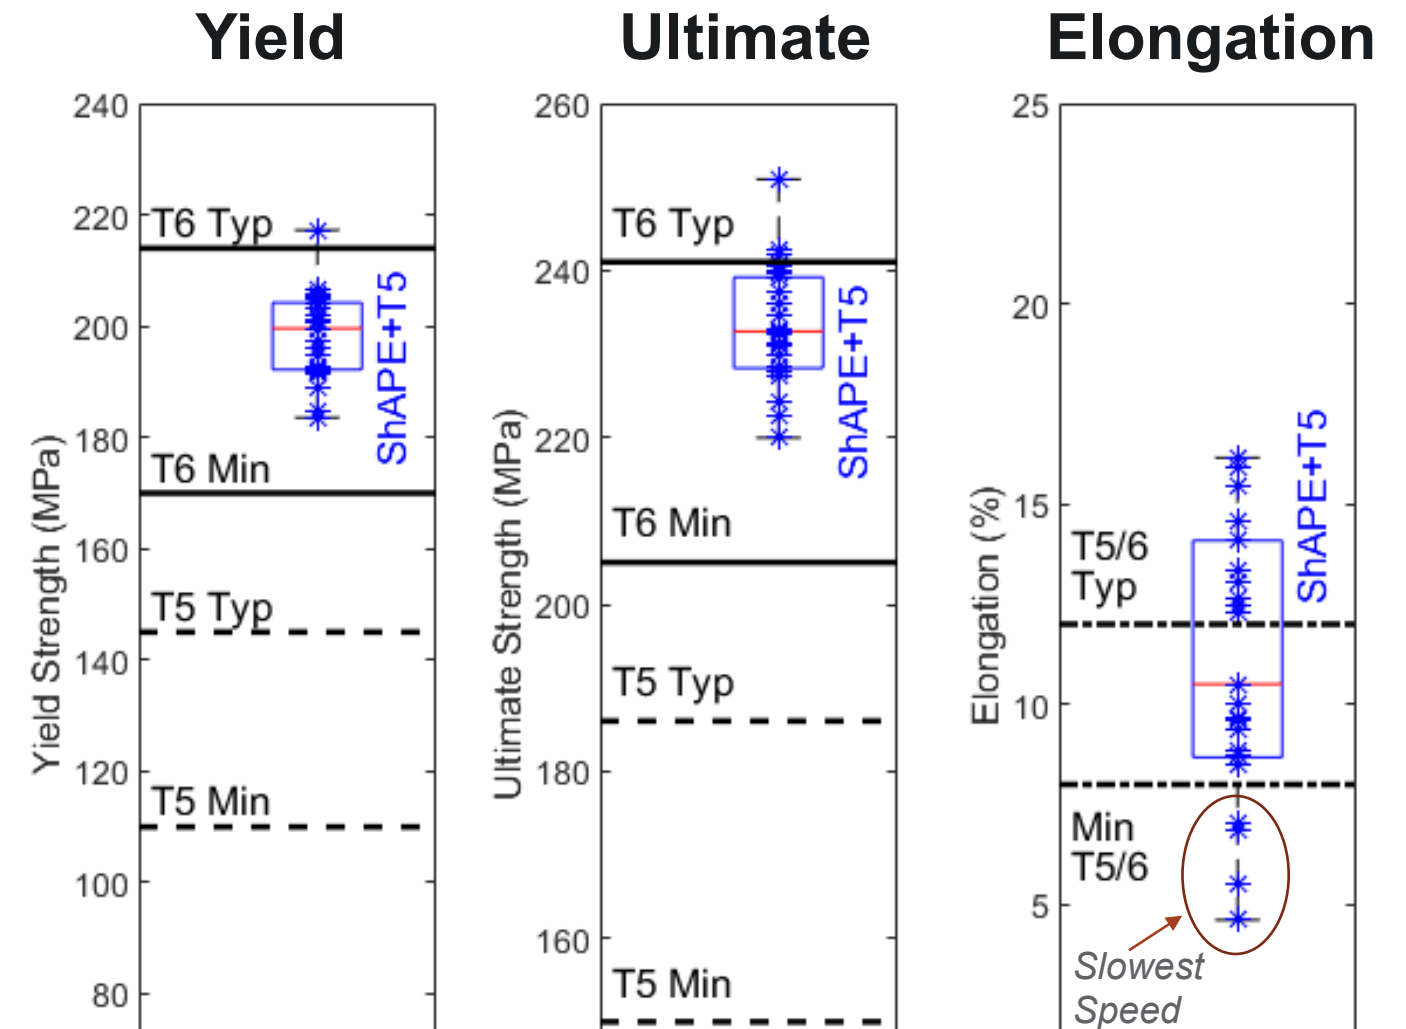 Yield
Ultimate
Elongation
Yield Strength (MPa)
240
220
200
180
160
140
120
100
80
T6 Typ
ShAPE+T5
T6 Min
T5 Typ
T5 Min
Ultimate Strength (MPa)
260
240
220
200
180
160
T6 Typ
ShAPE+T5
T6 Min
T5 Typ
T5 Min
Elongation (%)
25
20
15
10
5
ShAPE+T5
T5/6
Typ
Min
T5/6
Slowest
Speed